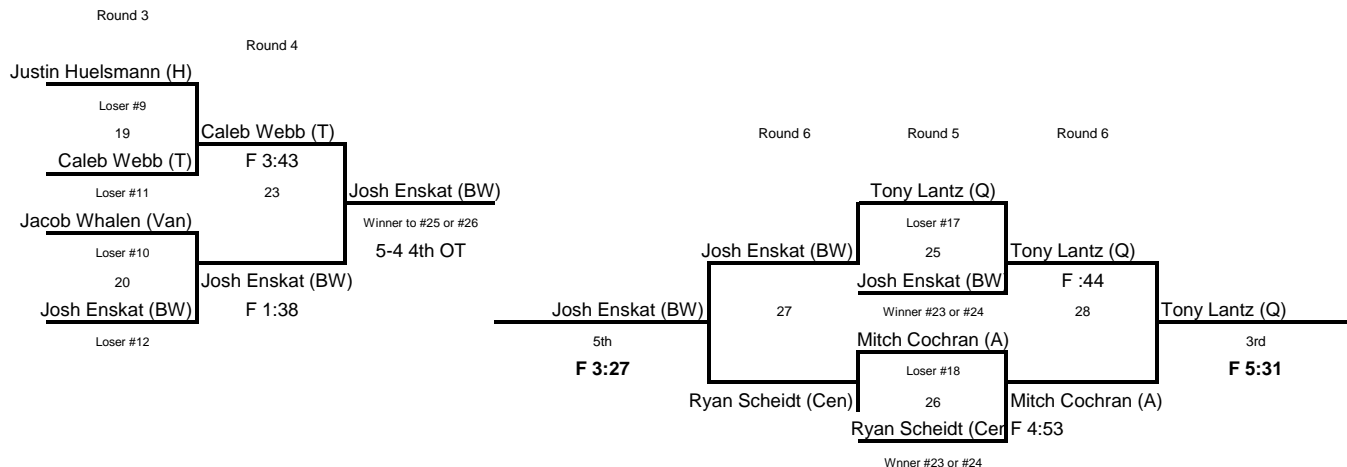 Round 3
Round 4
Justin Huelsmann (H)
Loser #9
19
Caleb Webb (T)
Caleb Webb (T)
F 3:43
Loser #11
23
Josh Enskat (BW)
Jacob Whalen (Van)
Winner to #25 or #26
Loser #10
5-4 4th OT
20
Josh Enskat (BW)
Josh Enskat (BW)
F 1:38
Loser #12
Round 6
Round 5
Round 6
Tony Lantz (Q)
Loser #17
Josh Enskat (BW)
25
Tony Lantz (Q)
Josh Enskat (BW
F :44
Josh Enskat (BW)
27
Winner #23 or #24
28
Tony Lantz (Q)
5th
Mitch Cochran (A)
3rd
F 3:27
Loser #18
F 5:31
Ryan Scheidt (Cen)
26
Mitch Cochran (A)
Ryan Scheidt (Cen
F 4:53
Wnner #23 or #24